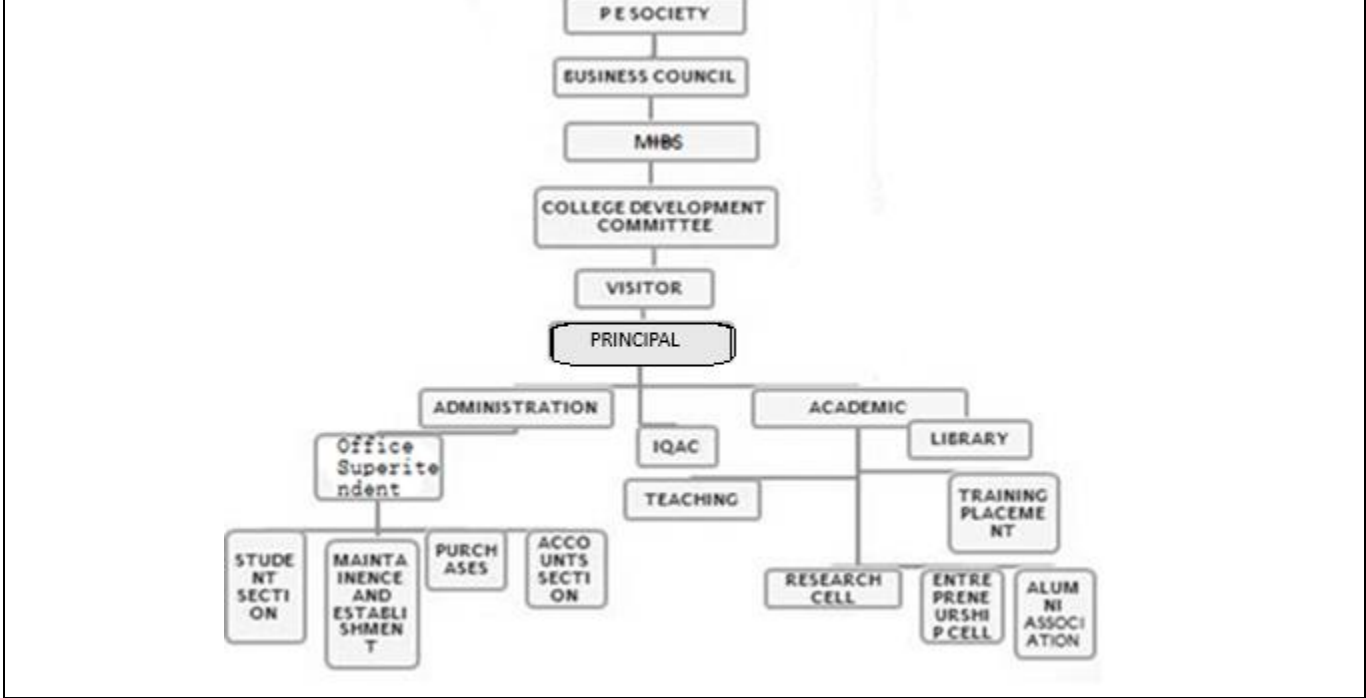 P E SOCIETY
BUSINESS COUNCIL
MIBS
COLLEGE DEVELOPMENT
COMMITTEE
VISITOR
PRINCIPAL
ADMINISTRATION
ACADEMIC
Office
Superite
ndent
IQAC
LIBRARY
TEACHING
TRAINING
PLACEME
NT
STUDE
NT
SECTI
ON
MAINTA
INENCE
AND
ESTABLI
SHMEN
T
PURCH
ASES
ACCO
UNTS
SECTI
ON
RESEARCH
CELL
ENTRE
PRENE
URSHI
P CELL
ALUM
NI
ASSOCI
ATION